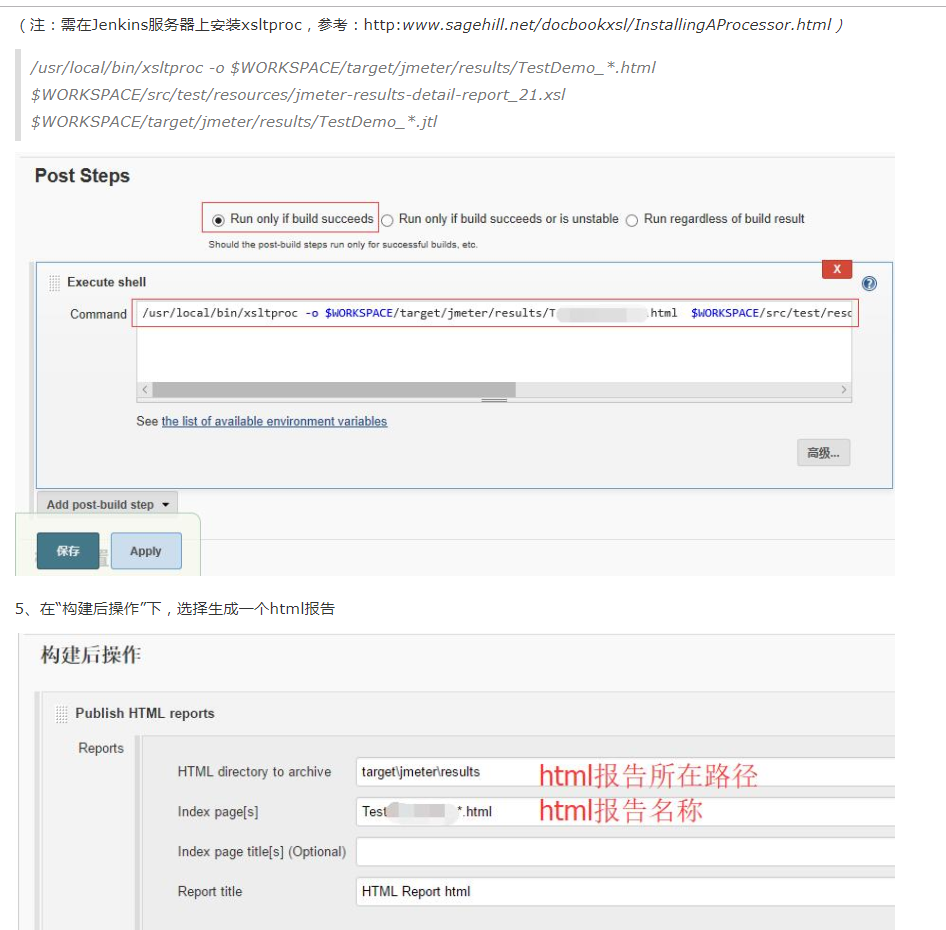 (注：需在Jenkins服务器上安装xsltproc，参考：http:www.sagehill.net/docbookxsl/InstallingAProcessor.html )
/usr/local/bin/xsltproc -o $WORKSPACE/target/jmeter/results/TestDemo_*.html
$WORKSPACE/src/test/resources/jmeter-results-detail-report_21.xsl
$WORKSPACE/target/jmeter/results/TestDemo_*.jtl
Post Steps
Run only if build succeeds Run only if build succeeds or is unstable Run regardless of build result
Should the post-build steps run only for successful builds, etc.
X
Execute shell
Command /usr/local/bin/xsltproc -o $WORKSPACE/target/jmeter/results/T .html $WORKSPACE/src/test/resc
See the list of available environment variables
高级...
Add post-build step
保存 Apply 置
5、在“构建后操作”下，选择生成一个html报告
构建后操作
Publish HTML reports
Reports
HTML directory to archive target\jmeter\results html报告所在路径
Index page[s] Test *.html html报告名称
Index page title[s] (Optional)
Report title HTML Report html